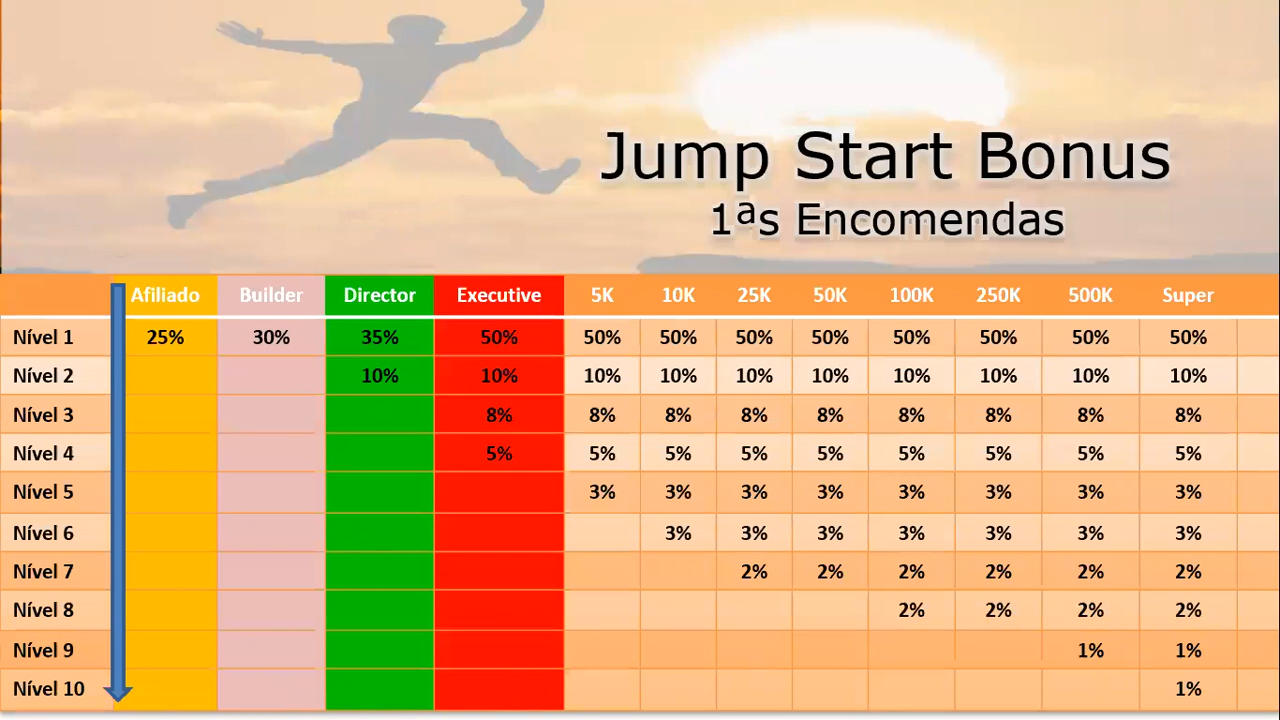 Jump Start Bonus
1ªs Encomendas
Afiliado Builder Director Executive 5K 10K 25K 50K 100K 250K 500K Super
Nível 1 25% 30% 35% 50% 50% 50% 50% 50% 50% 50% 50% 50%
Nível 2 10% 10% 10% 10% 10% 10% 10% 10% 10% 10%
Nível 3 8% 8% 8% 8% 8% 8% 8% 8% 8%
Nível 4 5% 5% 5% 5% 5% 5% 5% 5% 5%
Nível 5 3% 3% 3% 3% 3% 3% 3% 3%
Nível 6 3% 3% 3% 3% 3% 3% 3%
Nível 7 2% 2% 2% 2% 2% 2%
Nível 8 2% 2% 2% 2%
Nível 9 1% 1%
Nível 10 1%